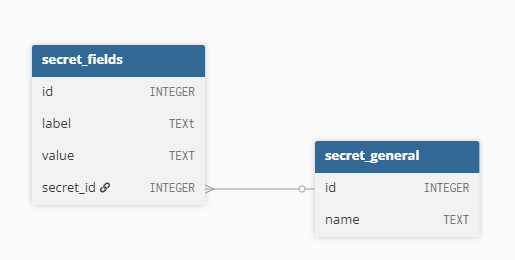 secret_fields
id INTEGER
label TEXt
value TEXT
secret_id INTEGER
secret_general
id INTEGER
name TEXT